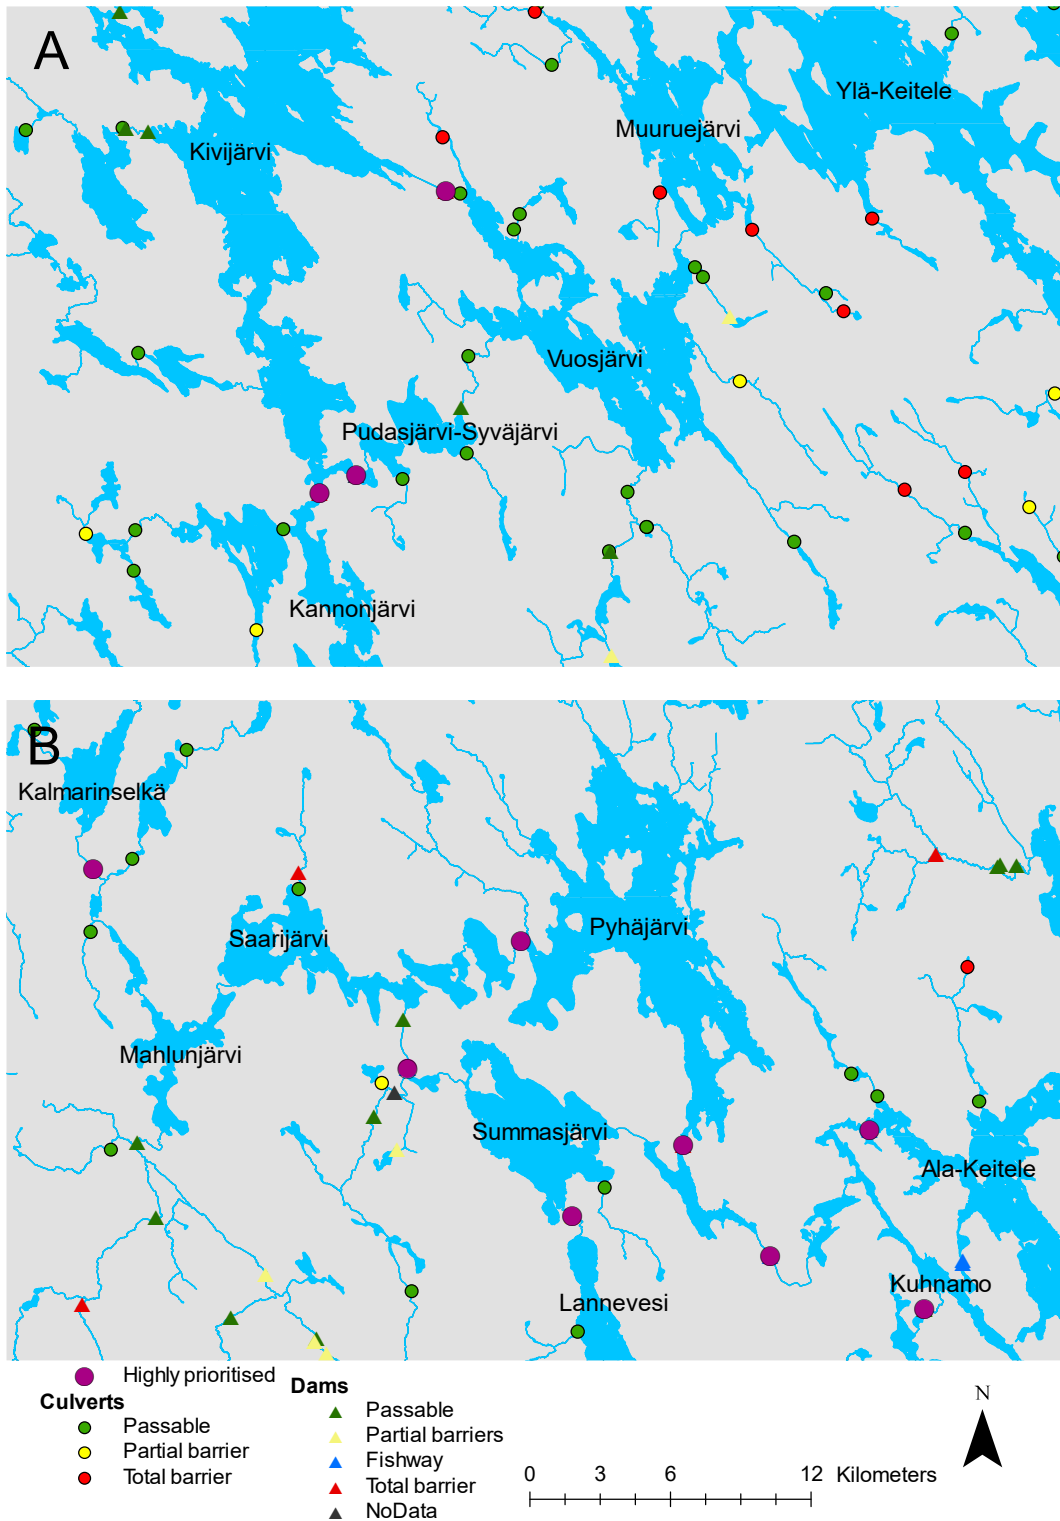 A
Ylä-Keitele
Muuruejärvi
Kivijärvi
Vuosjärvi
Pudasjärvi-Syväjärvi
Kannonjärvi
B
Kalmarinselkä
Pyhäjärvi
Saarijärvi
Mahlunjärvi
Summasjärvi
Ala-Keitele
Kuhnamo
Lannevesi
Highly prioritised
Culverts
Passable
Partial barrier
Total barrier
Dams
Passable
Partial barriers
Fishway
Total barrier
NoData
N
0 3 6 12 Kilometers